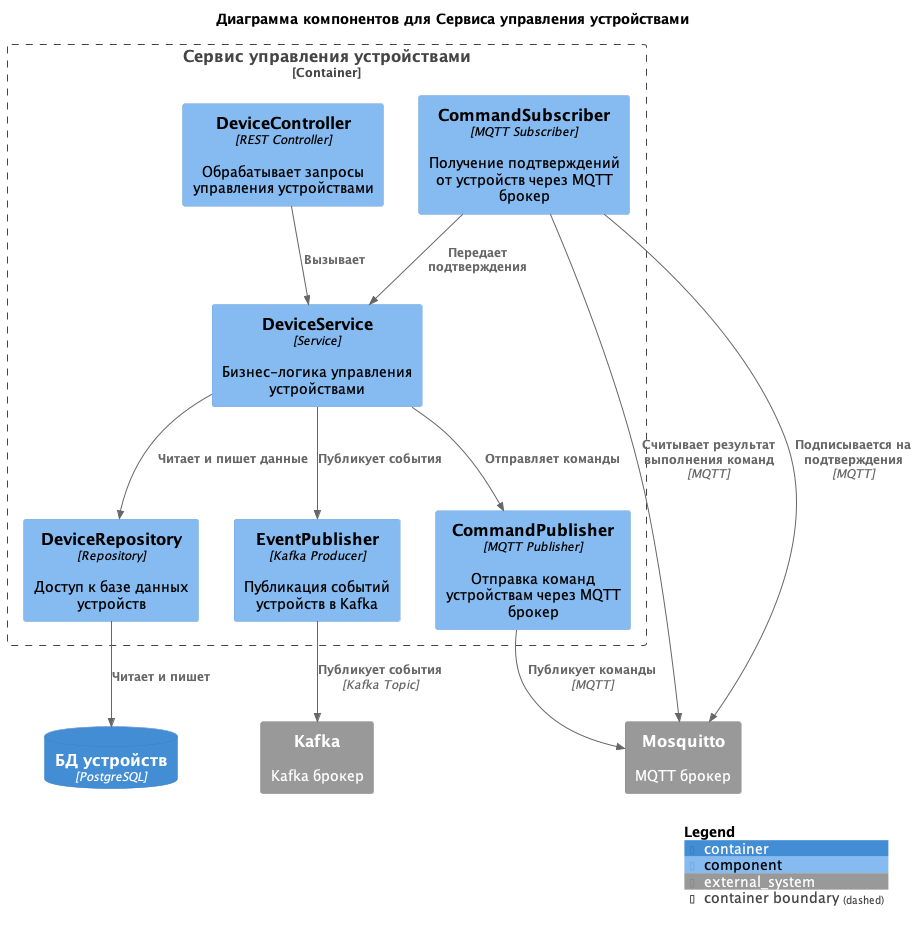 Диаграмма компонентов для Сервиса управления устройствами
Сервис управления устройствами
[Container]
DeviceController
[REST Controller]
Обрабатывает запросы
управления устройствами
CommandSubscriber
[MQTT Subscriber]
Получение подтверждений
от устройств через MQTT
брокер
Вызывает
Передает
подтверждения
DeviceService
[Service]
Бизнес-логика управления
устройствами
Читает и пишет данные
Публикует события
Отправляет команды
Считывает результат
выполнения команд
[MQTT]
Подписывается на
подтверждения
[MQTT]
DeviceRepository
[Repository]
Доступ к базе данных
устройств
EventPublisher
[Kafka Producer]
Публикация событий
устройств в Kafka
CommandPublisher
[MQTT Publisher]
Отправка команд
устройствам через MQTT
брокер
Читает и пишет
Публикует события
[Kafka Topic]
Публикует команды
[MQTT]
БД устройств
[PostgreSQL]
Kafka
Kafka брокер
Mosquitto
MQTT брокер
Legend
container
component
external_system
container boundary (dashed)